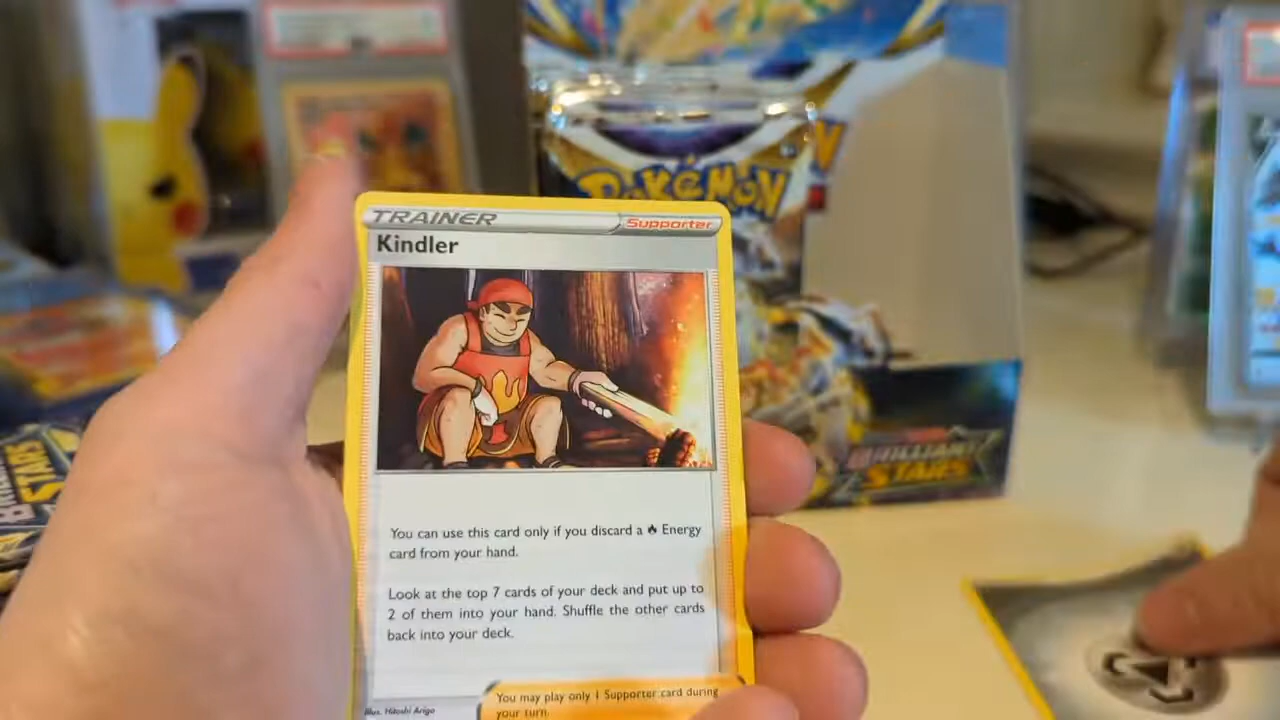 POKÉMON
TRAINER
Supporter
Kindler
You can use this card only if you discard a Energy
card from your hand.
Look at the top 7 cards of your deck and put up to
2 of them into your hand. Shuffle the other cards
back into your deck.
You may play only 1 Supporter card during
your turn.
Illus. Hitoshi Ariga
BRILLIANT
STARS
BRILLIANT
STARS